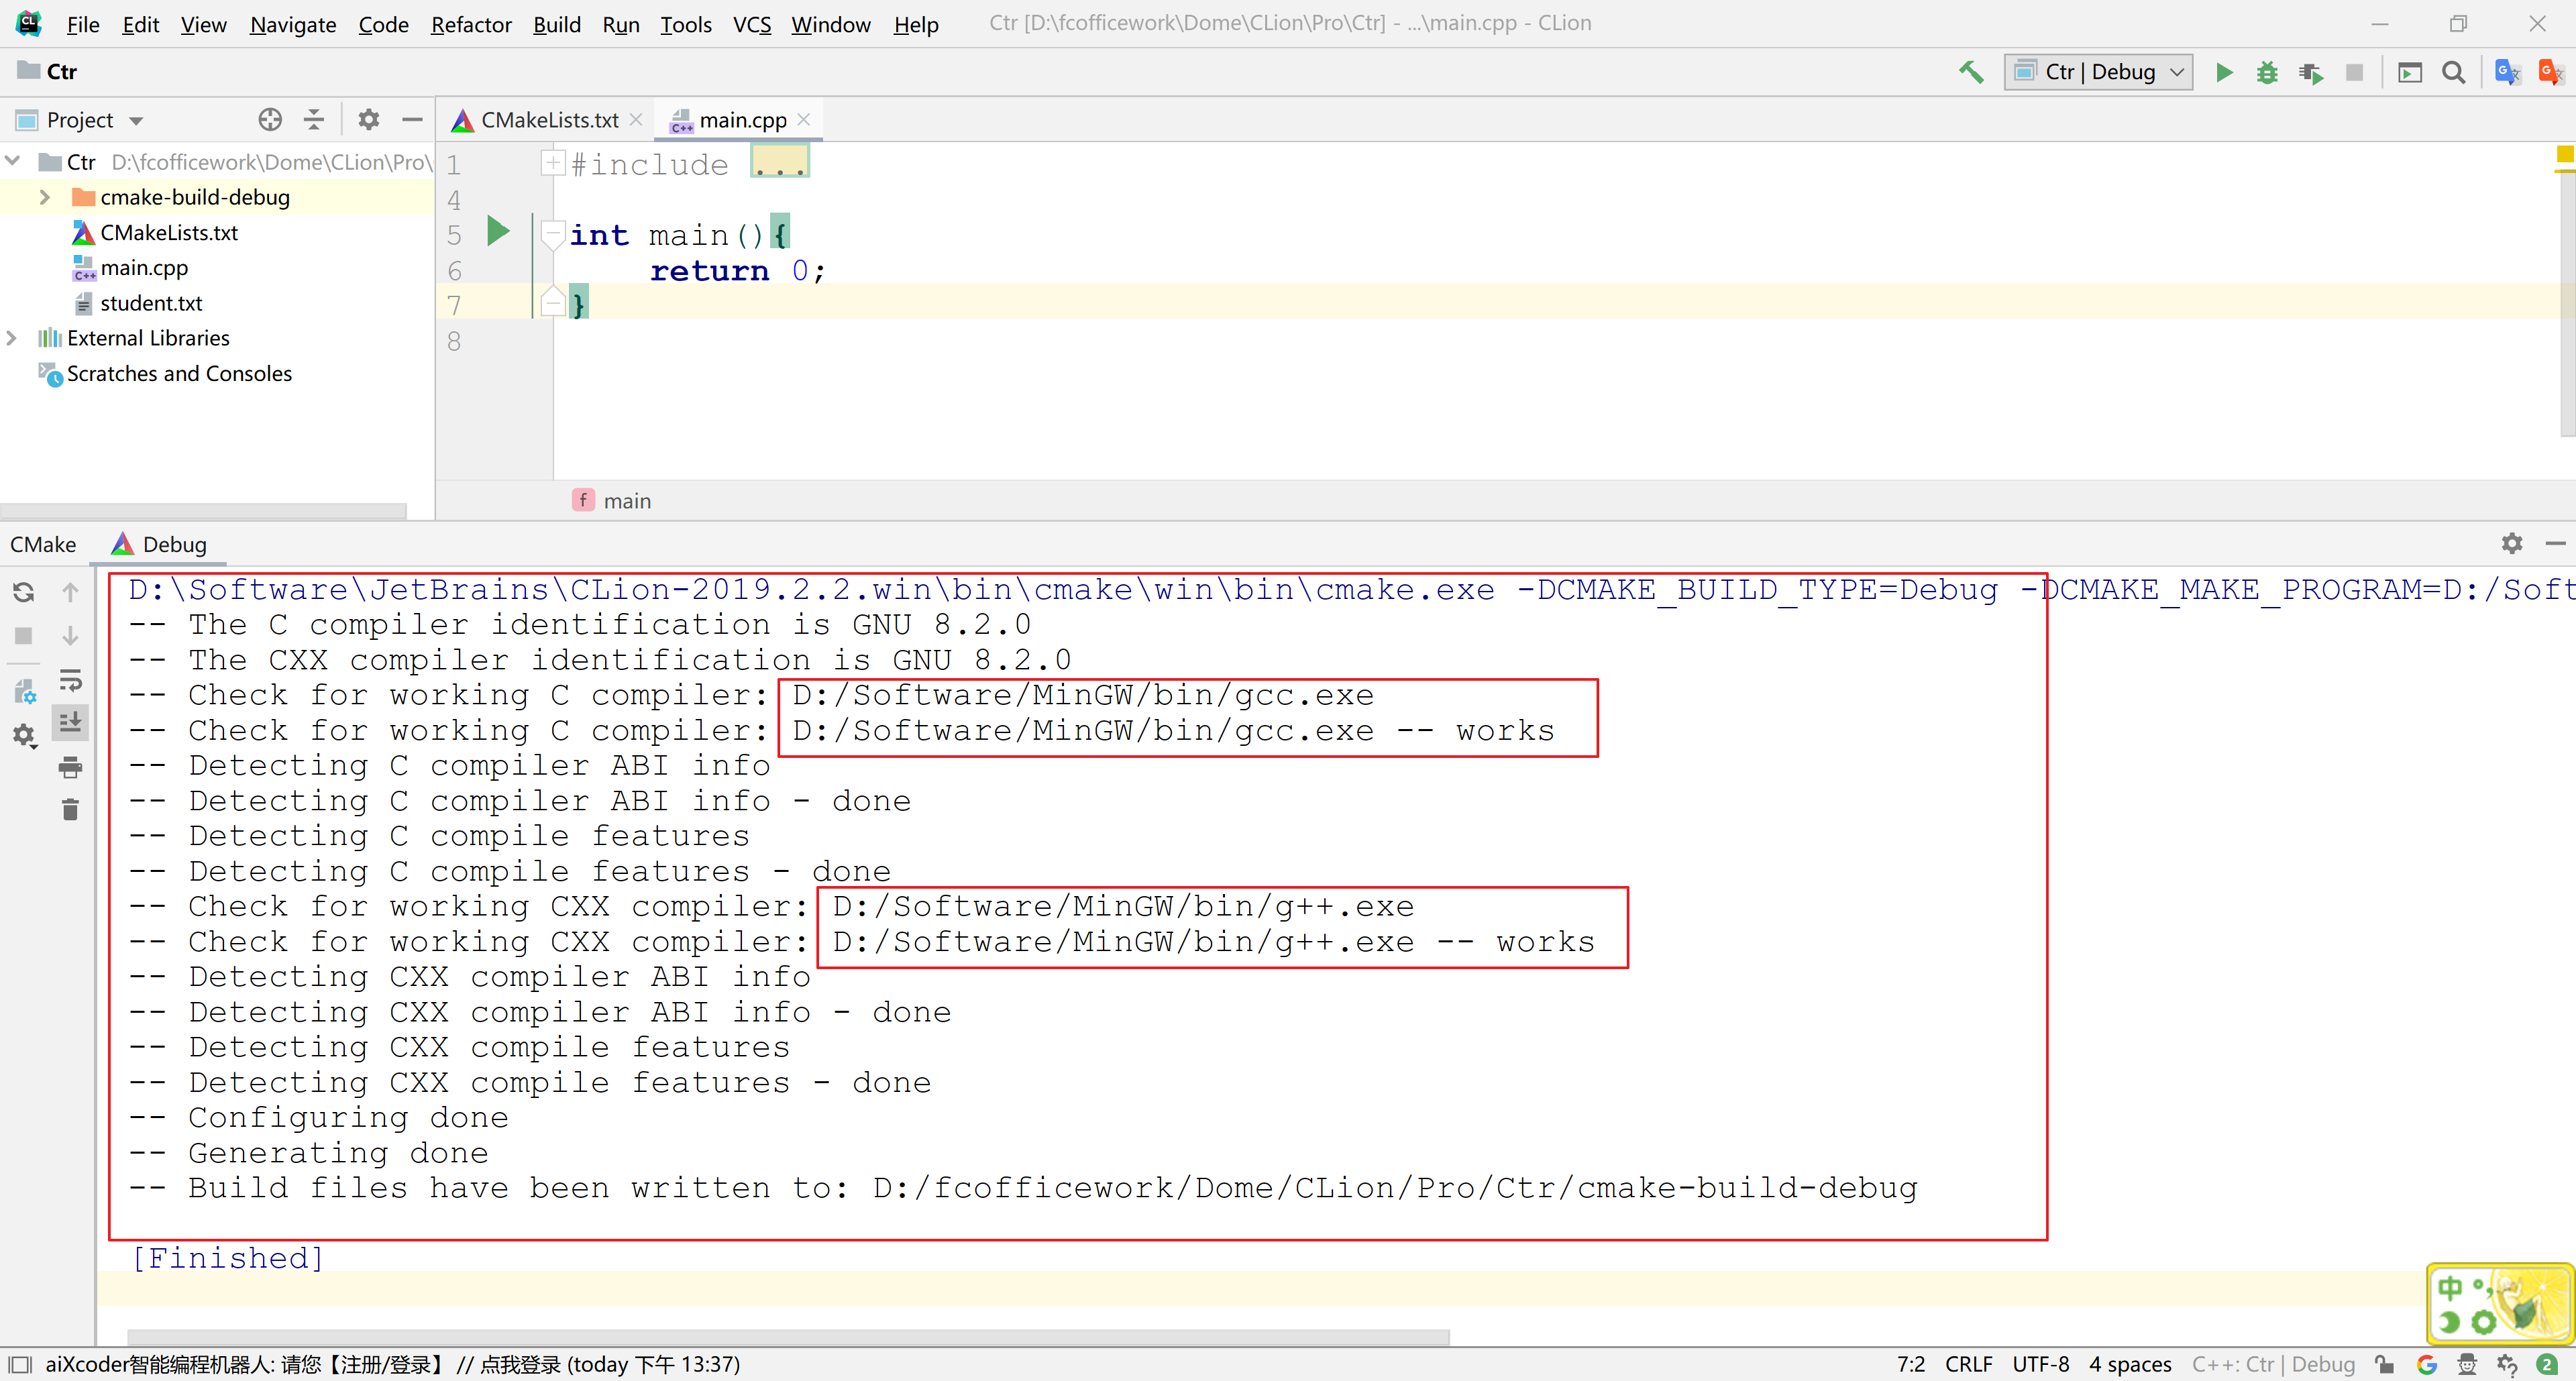 File Edit View Navigate Code Refactor Build Run Tools VCS Window Help Ctr [D:\fcofficework\Dome\CLion\Pro\Ctr] - ...\main.cpp - CLion
Ctr
Ctr | Debug
Project
CMakeLists.txt main.cpp
Ctr D:\fcofficework\Dome\CLion\Pro\
cmake-build-debug
CMakeLists.txt
main.cpp
student.txt
External Libraries
Scratches and Consoles
1 #include ...
4
5 int main(){
6 return 0;
7 }
8
f main
CMake Debug
D:\Software\JetBrains\CLion-2019.2.2.win\bin\cmake\win\bin\cmake.exe -DCMAKE_BUILD_TYPE=Debug -DCMAKE_MAKE_PROGRAM=D:/Soft
-- The C compiler identification is GNU 8.2.0
-- The CXX compiler identification is GNU 8.2.0
-- Check for working C compiler: D:/Software/MinGW/bin/gcc.exe
-- Check for working C compiler: D:/Software/MinGW/bin/gcc.exe -- works
-- Detecting C compiler ABI info
-- Detecting C compiler ABI info - done
-- Detecting C compile features
-- Detecting C compile features - done
-- Check for working CXX compiler: D:/Software/MinGW/bin/g++.exe
-- Check for working CXX compiler: D:/Software/MinGW/bin/g++.exe -- works
-- Detecting CXX compiler ABI info
-- Detecting CXX compiler ABI info - done
-- Detecting CXX compile features
-- Detecting CXX compile features - done
-- Configuring done
-- Generating done
-- Build files have been written to: D:/fcofficework/Dome/CLion/Pro/Ctr/cmake-build-debug
[Finished]
中
aiXcoder智能编程机器人: 请您【注册/登录】 // 点我登录 (today 下午 13:37)
7:2 CRLF UTF-8 4 spaces C++: Ctr | Debug 2